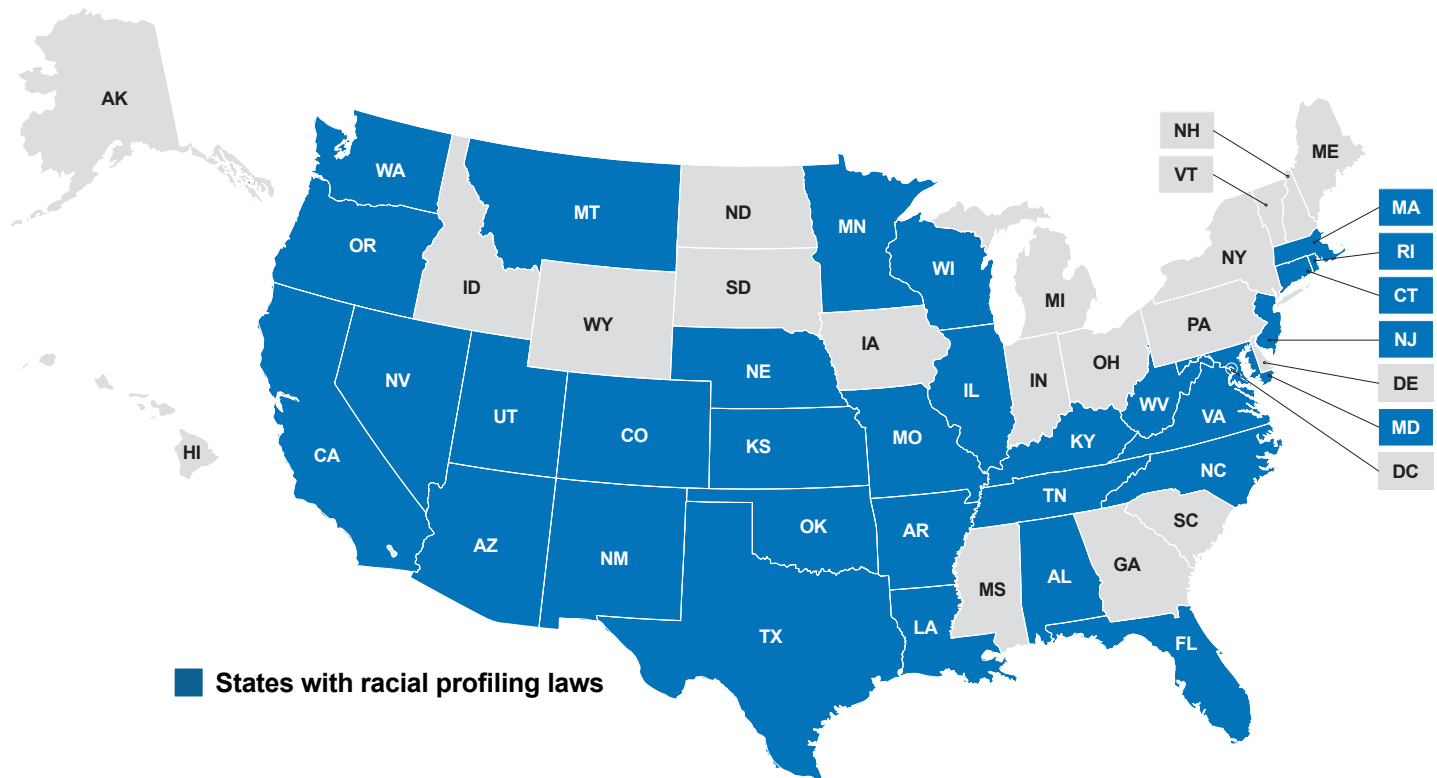 AK
NH
ME
WA
VT
MT
ND
MA
OR
MN
RI
WI
NY
ID
SD
CT
MI
WY
PA
NJ
IA
NE
OH
DE
NV
IN
IL
WV
MD
UT
VA
CO
MO
KY
HI
CA
KS
DC
NC
TN
OK
AR
SC
AZ
NM
GA
MS
AL
LA
TX
FL
States with racial profiling laws